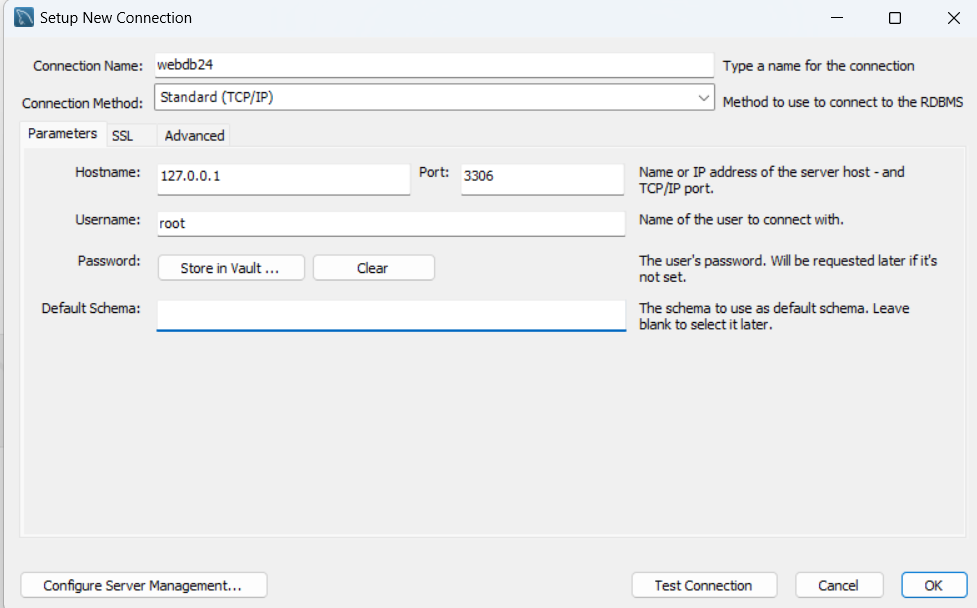 Setup New Connection
Connection Name: webdb24 Type a name for the connection
Connection Method: Standard (TCP/IP) Method to use to connect to the RDBMS
Parameters SSL Advanced
Hostname: 127.0.0.1 Port: 3306 Name or IP address of the server host - and
TCP/IP port.
Username: root Name of the user to connect with.
Password: Store in Vault ... Clear The user's password. Will be requested later if it's
not set.
Default Schema: The schema to use as default schema. Leave
blank to select it later.
Configure Server Management... Test Connection Cancel OK